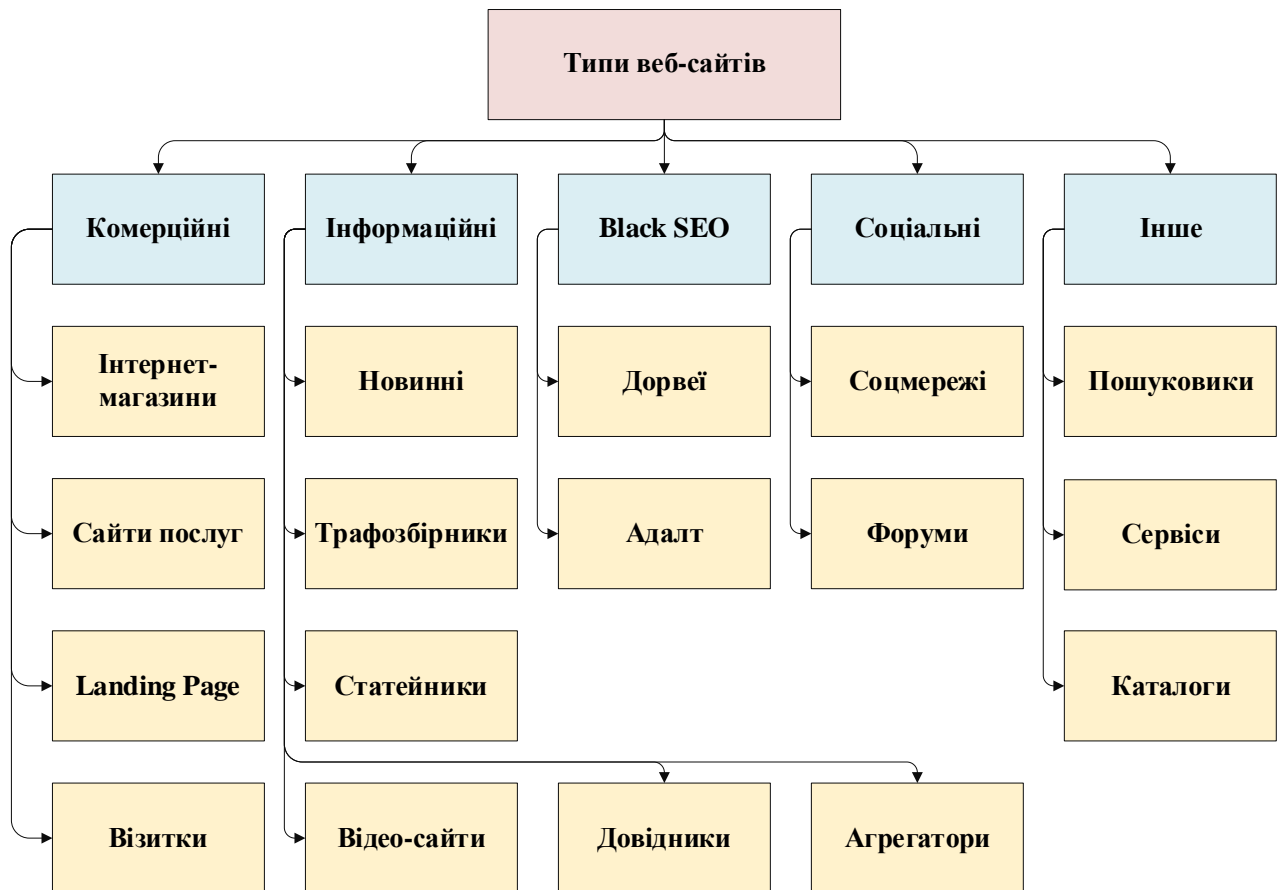 Типи веб-сайтів
Комерційні
Інформаційні
Black SEO
Соціальні
Інше
Інтернет-
магазини
Новинні
Дорвеї
Соцмережі
Пошуковики
Сайти послуг
Трафозбірники
Адалт
Форуми
Сервіси
Landing Page
Статейники
Каталоги
Візитки
Відео-сайти
Довідники
Агрегатори